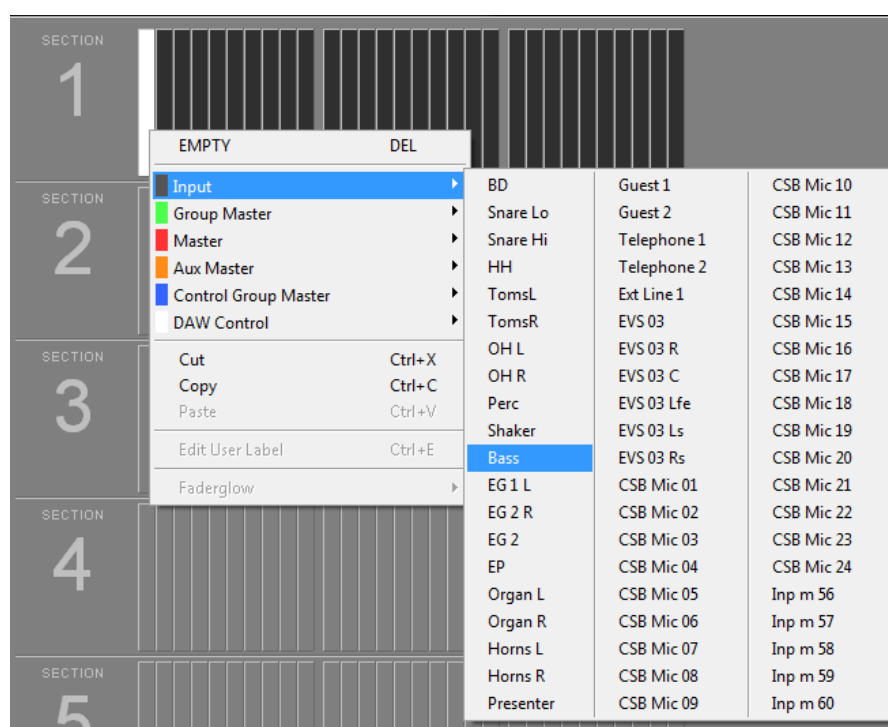 SECTION
1
SECTION
2
SECTION
3
SECTION
4
SECTION
5
EMPTY DEL
Input
Group Master
Master
Aux Master
Control Group Master
DAW Control
Cut Ctrl+X
Copy Ctrl+C
Paste Ctrl+V
Edit User Label Ctrl+E
Faderglow
BD
Snare Lo
Snare Hi
HH
TomsL
TomsR
OH L
OH R
Perc
Shaker
Bass
EG 1 L
EG 2 R
EG 2
EP
Organ L
Organ R
Horns L
Horns R
Presenter
Guest 1
Guest 2
Telephone 1
Telephone 2
Ext Line 1
EVS 03
EVS 03 R
EVS 03 C
EVS 03 Lfe
EVS 03 Ls
EVS 03 Rs
CSB Mic 01
CSB Mic 02
CSB Mic 03
CSB Mic 04
CSB Mic 05
CSB Mic 06
CSB Mic 07
CSB Mic 08
CSB Mic 09
CSB Mic 10
CSB Mic 11
CSB Mic 12
CSB Mic 13
CSB Mic 14
CSB Mic 15
CSB Mic 16
CSB Mic 17
CSB Mic 18
CSB Mic 19
CSB Mic 20
CSB Mic 21
CSB Mic 22
CSB Mic 23
CSB Mic 24
Inp m 56
Inp m 57
Inp m 58
Inp m 59
Inp m 60